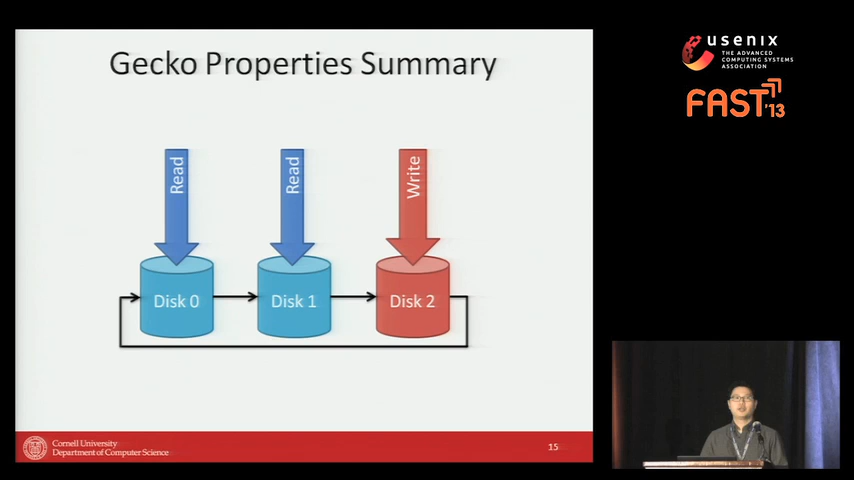 Gecko Properties Summary
Read
Read
Write
Disk 0
Disk 1
Disk 2
Cornell University
Department of Computer Science
15
usenix
THE ADVANCED
COMPUTING SYSTEMS
ASSOCIATION
FAST'13